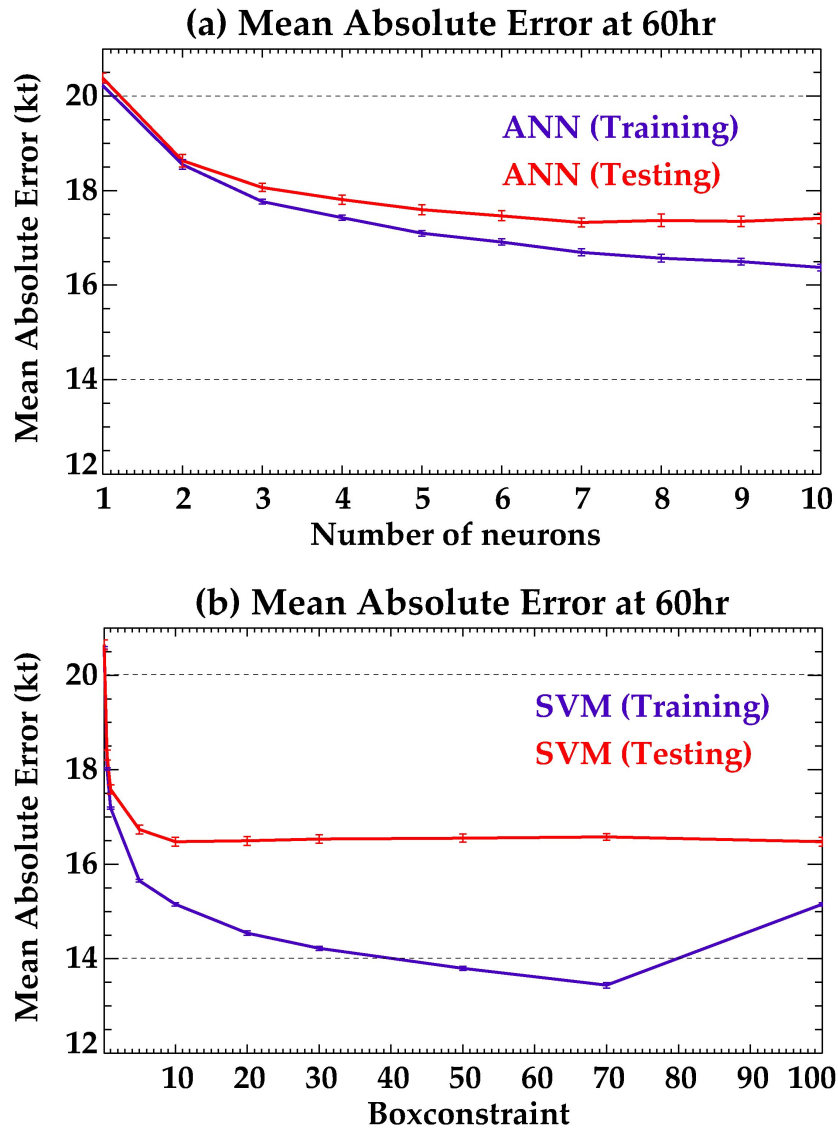 (a) Mean Absolute Error at 60hr
Mean Absolute Error (kt)
20
18
16
14
12
ANN (Training)
ANN (Testing)
1 2 3 4 5 6 7 8 9 10
Number of neurons
(b) Mean Absolute Error at 60hr
Mean Absolute Error (kt)
20
18
16
14
12
SVM (Training)
SVM (Testing)
10 20 30 40 50 60 70 80 90 100
Boxconstraint